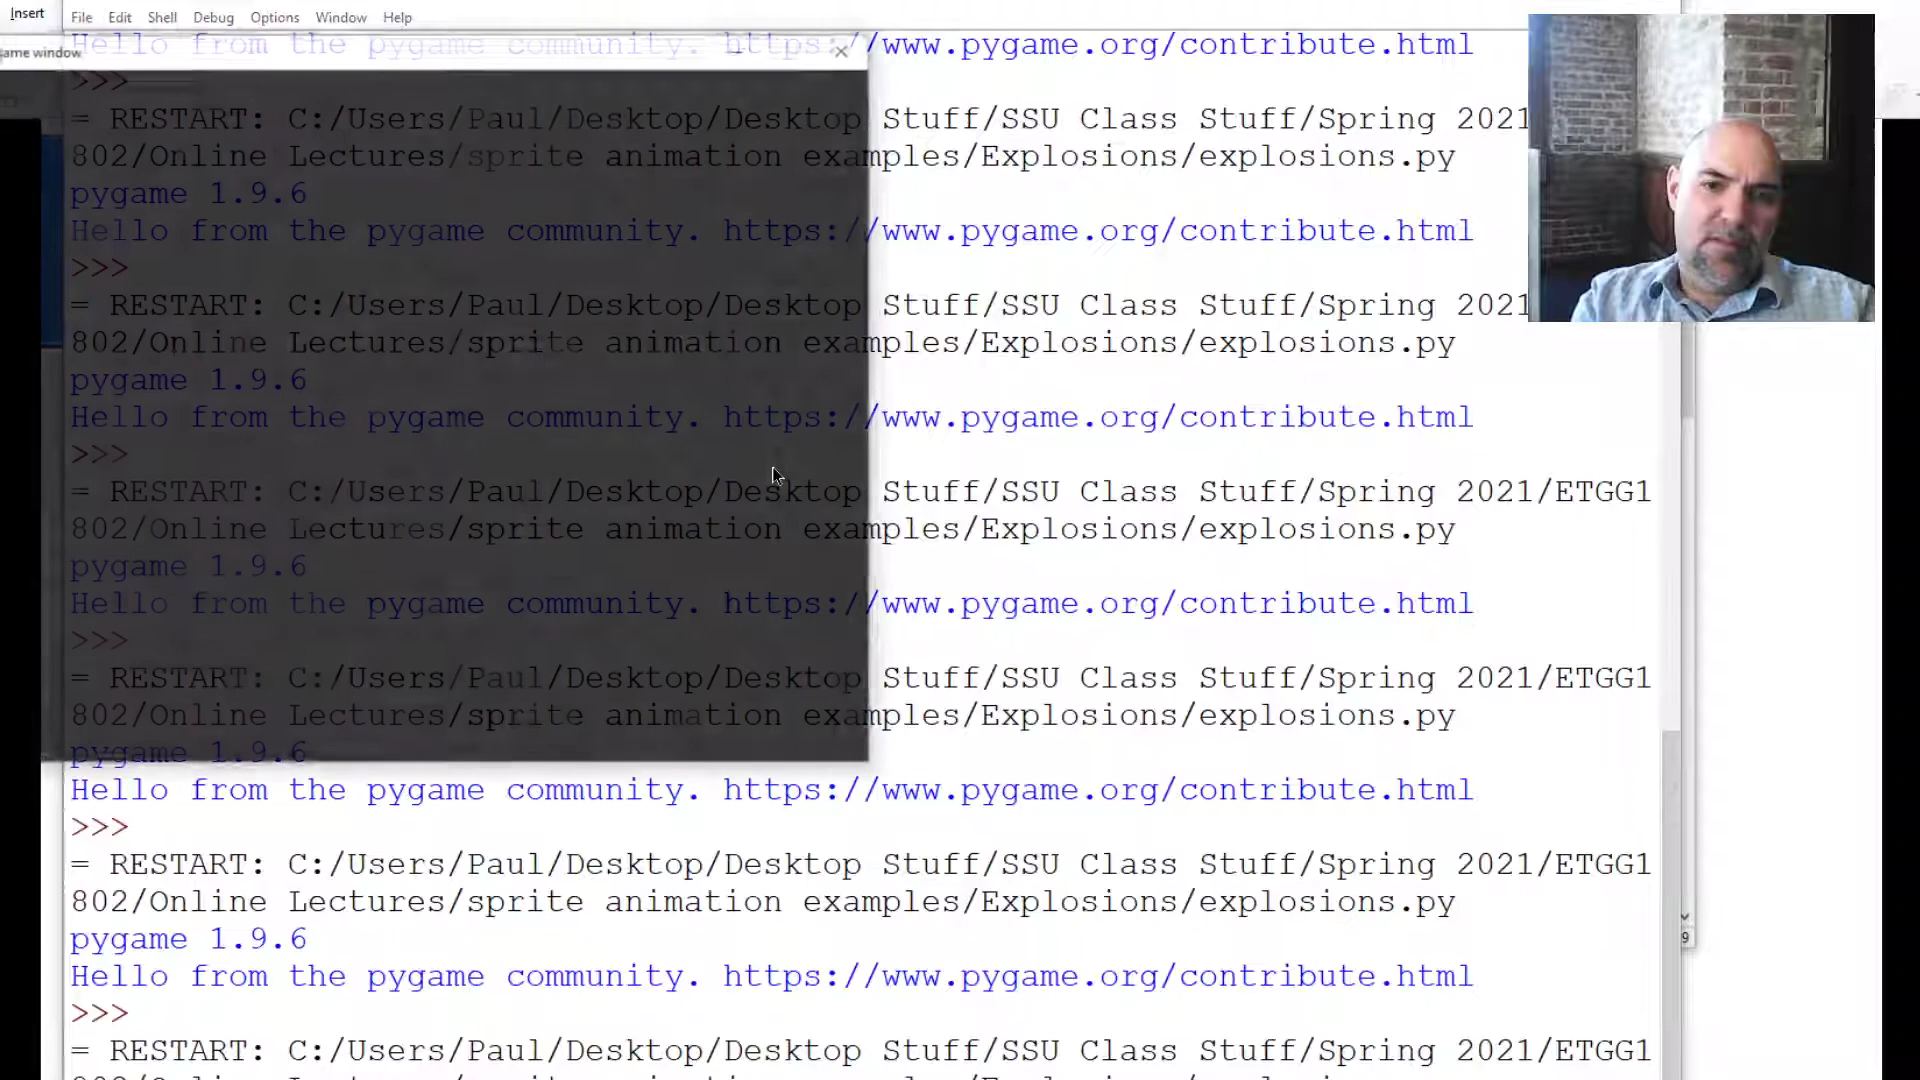 Insert File Edit Shell Debug Options Window Help
Hello from the pygame community. https://www.pygame.org/contribute.html
ame window
>>>
= RESTART: C:/Users/Paul/Desktop/Desktop Stuff/SSU Class Stuff/Spring 2021
802/Online Lectures/sprite animation examples/Explosions/explosions.py
pygame 1.9.6
Hello from the pygame community. https://www.pygame.org/contribute.html
>>>
= RESTART: C:/Users/Paul/Desktop/Desktop Stuff/SSU Class Stuff/Spring 2021
802/Online Lectures/sprite animation examples/Explosions/explosions.py
pygame 1.9.6
Hello from the pygame community. https://www.pygame.org/contribute.html
>>>
= RESTART: C:/Users/Paul/Desktop/Desktop Stuff/SSU Class Stuff/Spring 2021/ETGG1
802/Online Lectures/sprite animation examples/Explosions/explosions.py
pygame 1.9.6
Hello from the pygame community. https://www.pygame.org/contribute.html
>>>
= RESTART: C:/Users/Paul/Desktop/Desktop Stuff/SSU Class Stuff/Spring 2021/ETGG1
802/Online Lectures/sprite animation examples/Explosions/explosions.py
pygame 1.9.6
Hello from the pygame community. https://www.pygame.org/contribute.html
>>>
= RESTART: C:/Users/Paul/Desktop/Desktop Stuff/SSU Class Stuff/Spring 2021/ETGG1
802/Online Lectures/sprite animation examples/Explosions/explosions.py
9
pygame 1.9.6
Hello from the pygame community. https://www.pygame.org/contribute.html
>>>
= RESTART: C:/Users/Paul/Desktop/Desktop Stuff/SSU Class Stuff/Spring 2021/ETGG1